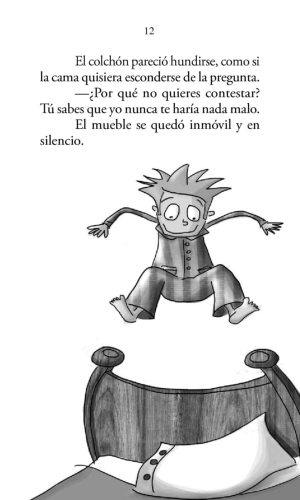 12
El colchón pareció hundirse, como si
la cama quisiera esconderse de la pregunta.
—¿Por qué no quieres contestar?
Tú sabes que yo nunca te haría nada malo.
El mueble se quedó inmóvil y en
silencio.